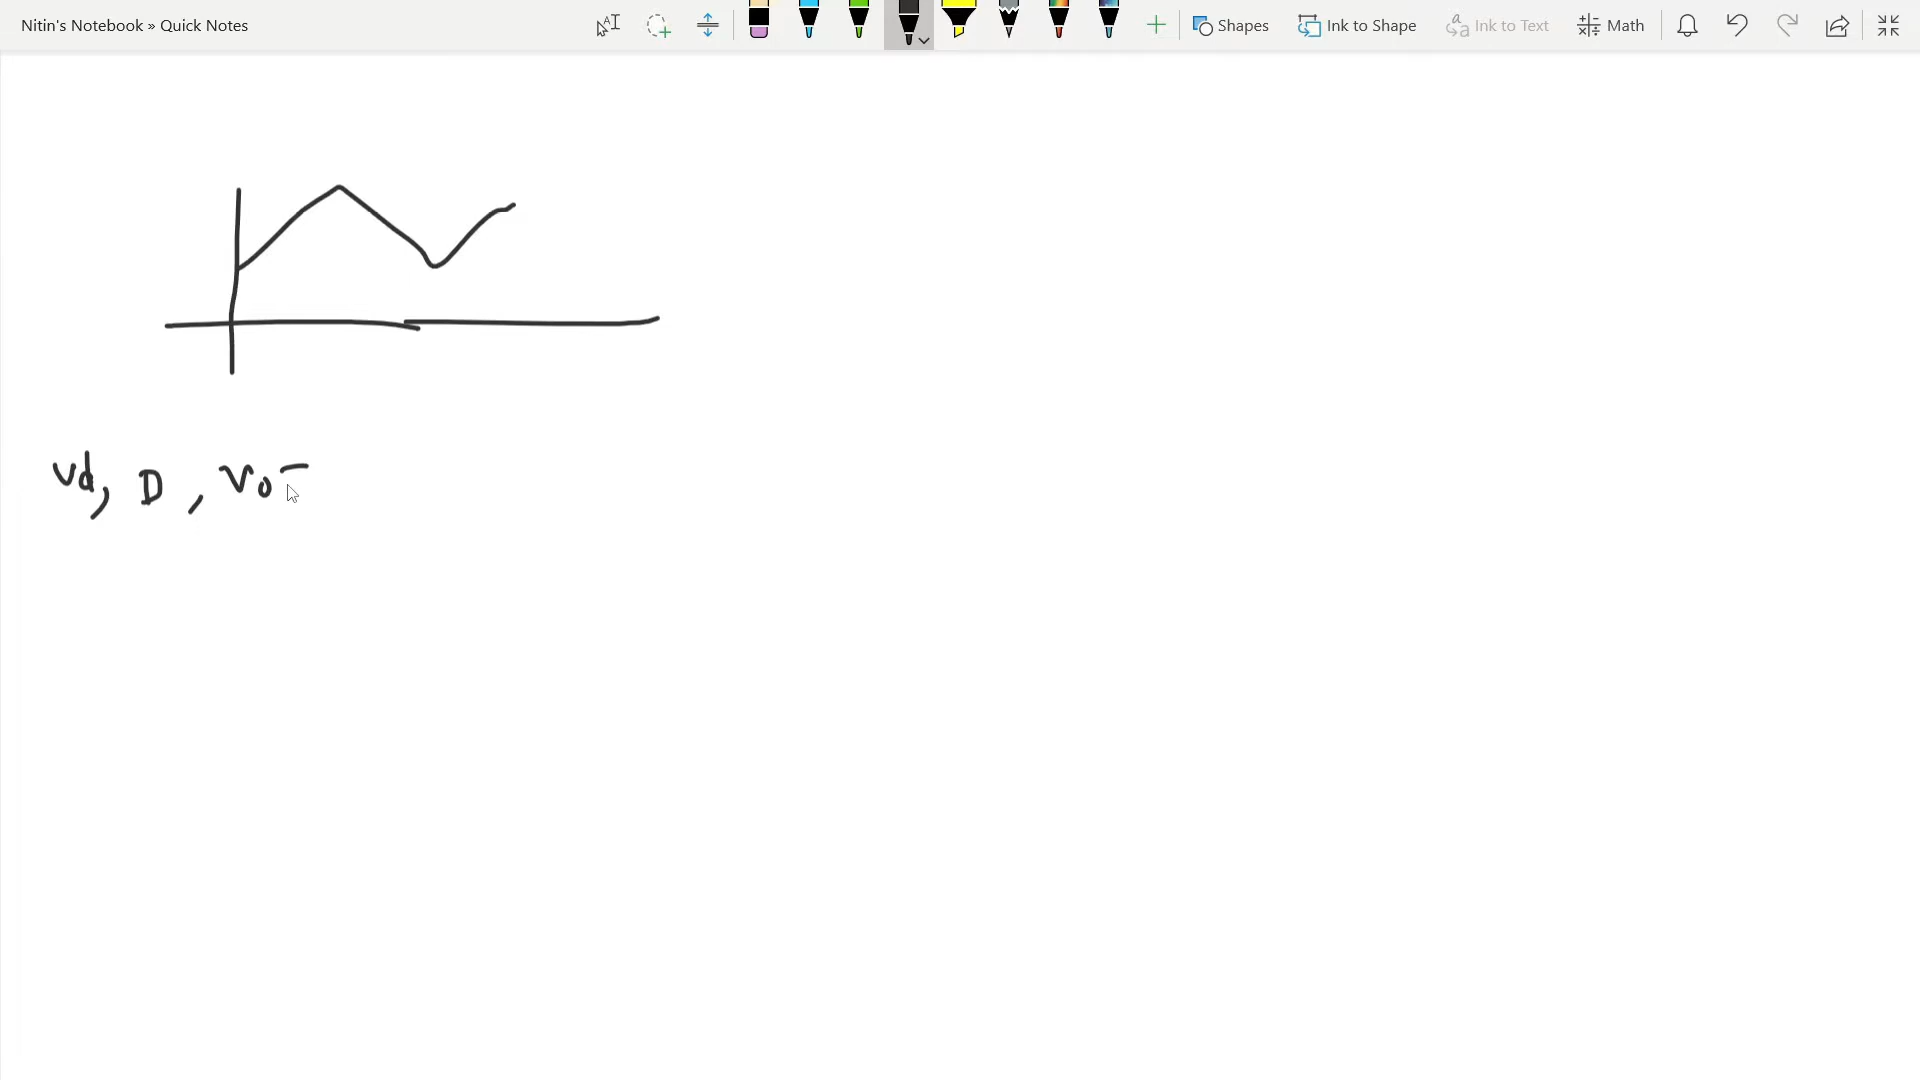 Nitin's Notebook » Quick Notes
Shapes
Ink to Shape
Ink to Text
Math
Vd, D, Vo